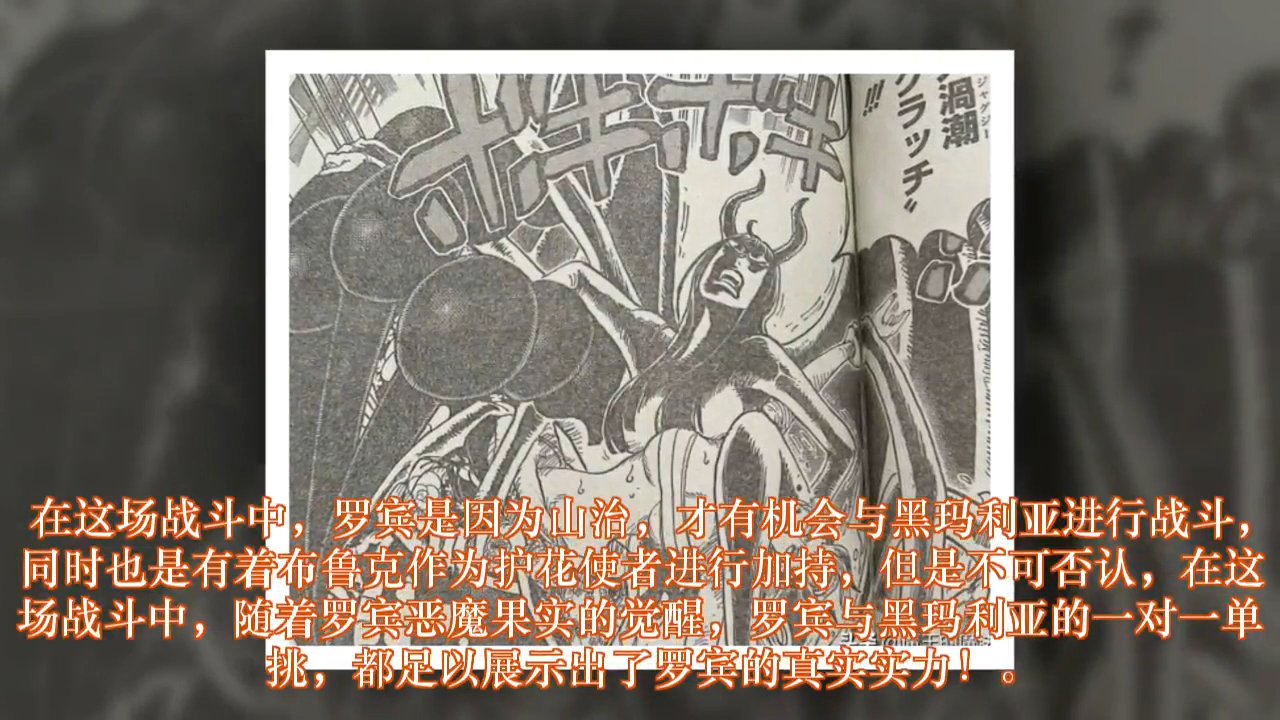 渦潮
ジャグジー
クラッチ〟
!!!
ギギギギ
在这场战斗中，罗宾是因为山治，才有机会与黑玛利亚进行战斗，
同时也是有着布鲁克作为护花使者进行加持，但是不可否认，在这
场战斗中，随着罗宾恶魔果实的觉醒，罗宾与黑玛利亚的一对一单
挑，都足以展示出了罗宾的真实实力！。